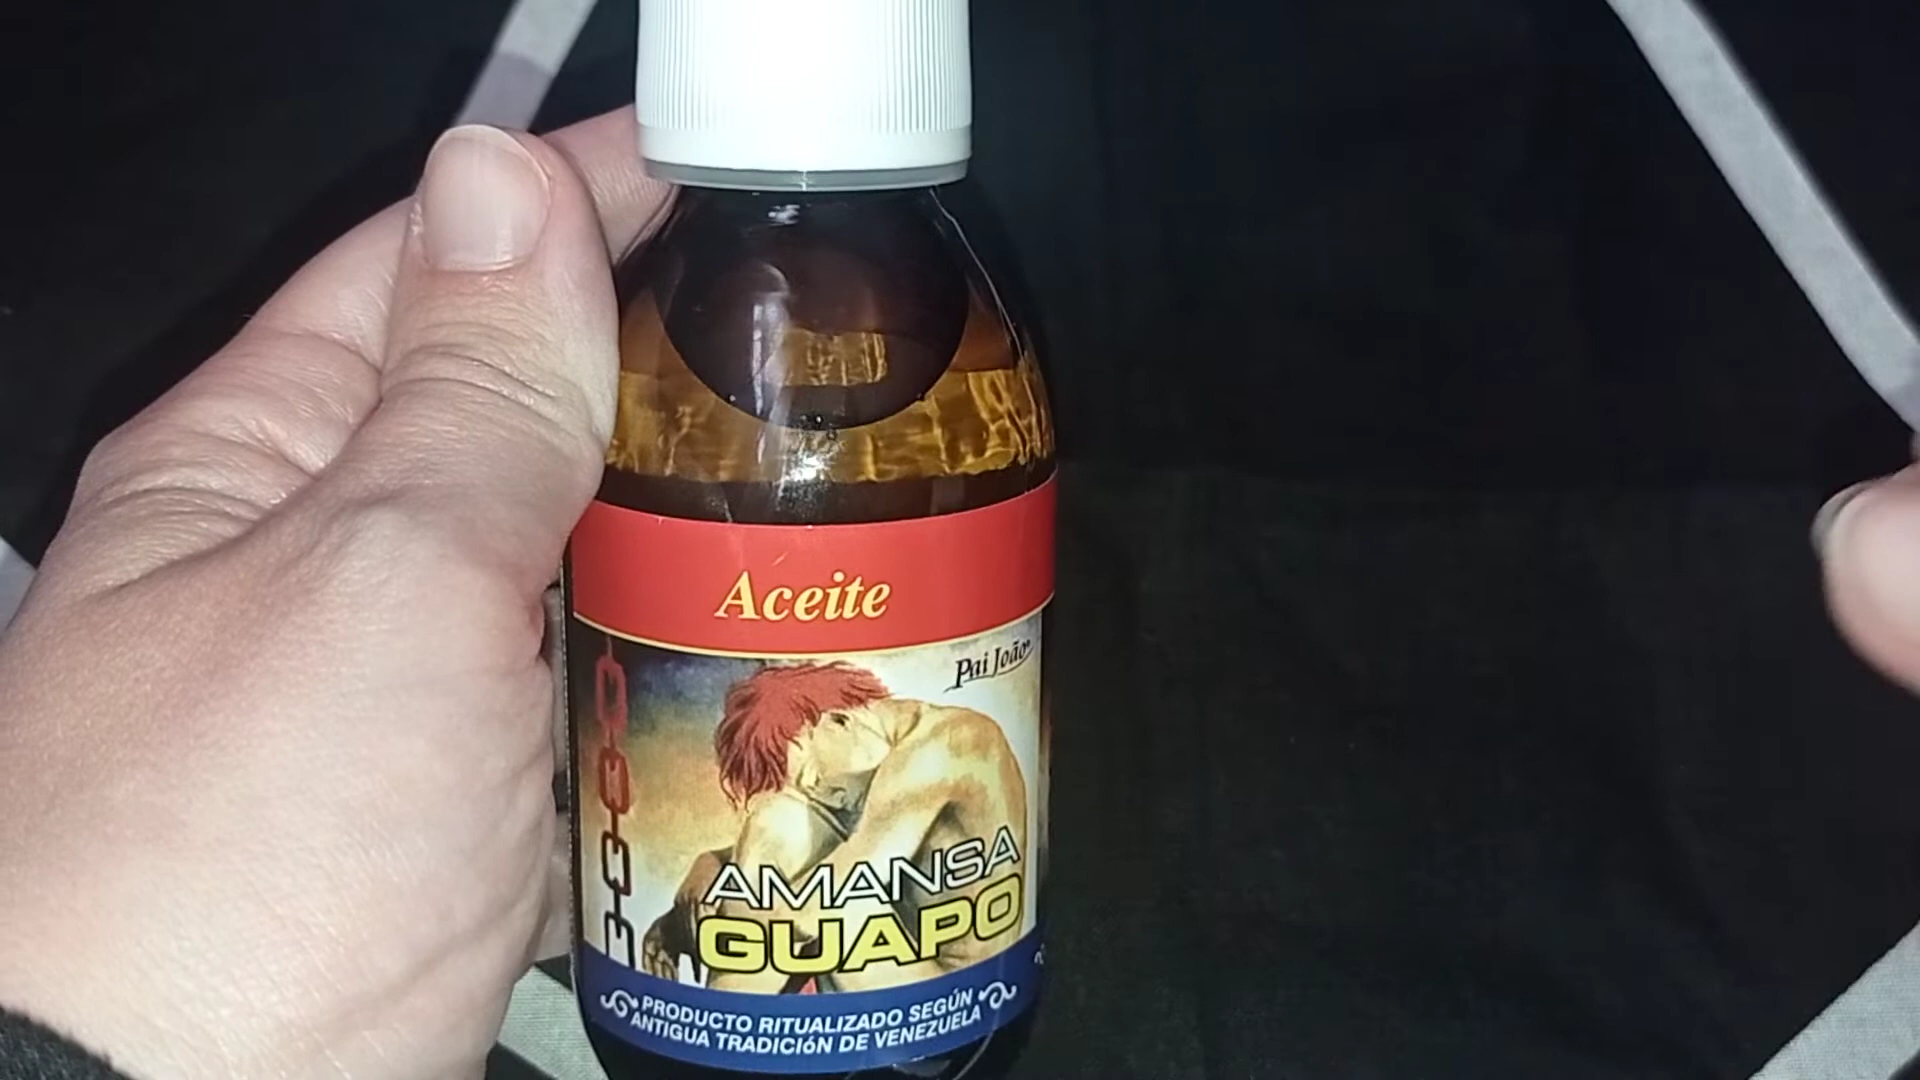 Aceite
Pai João
AMANSA
GUAPO
PRODUCTO RITUALIZADO SEGÚN
ANTIGUA TRADICIóN DE VENEZUELA